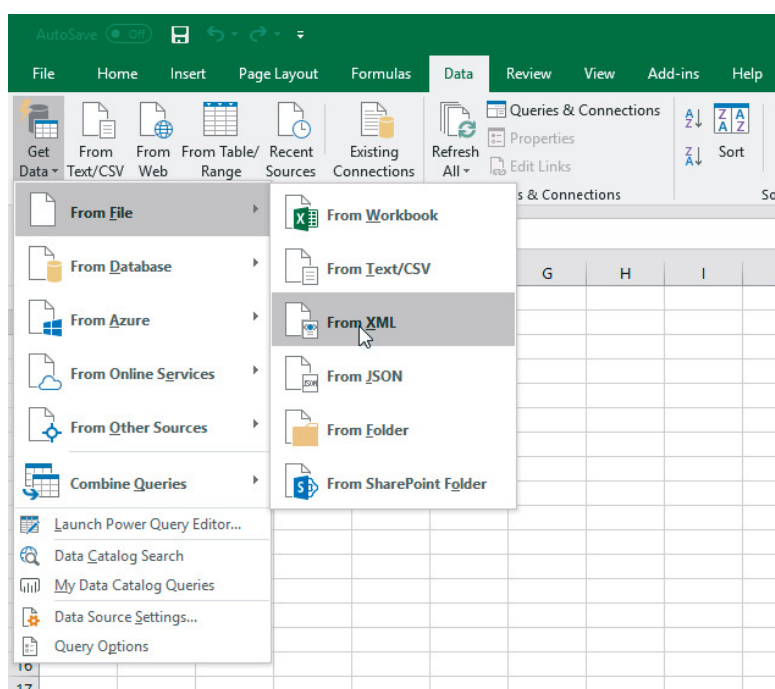 AutoSave Off
File Home Insert Page Layout Formulas Data Review View Add-ins Help
Get Data
From Text/CSV
From Web
From Table/ Range
Recent Sources
Existing Connections
Refresh All
Queries & Connections
Properties
Edit Links
s & Connections
Sort
So
From File
From Database
From Azure
From Online Services
From Other Sources
Combine Queries
Launch Power Query Editor...
Data Catalog Search
My Data Catalog Queries
Data Source Settings...
Query Options
From Workbook
From Text/CSV
From XML
From JSON
From Folder
From SharePoint Folder
G H I
16
17